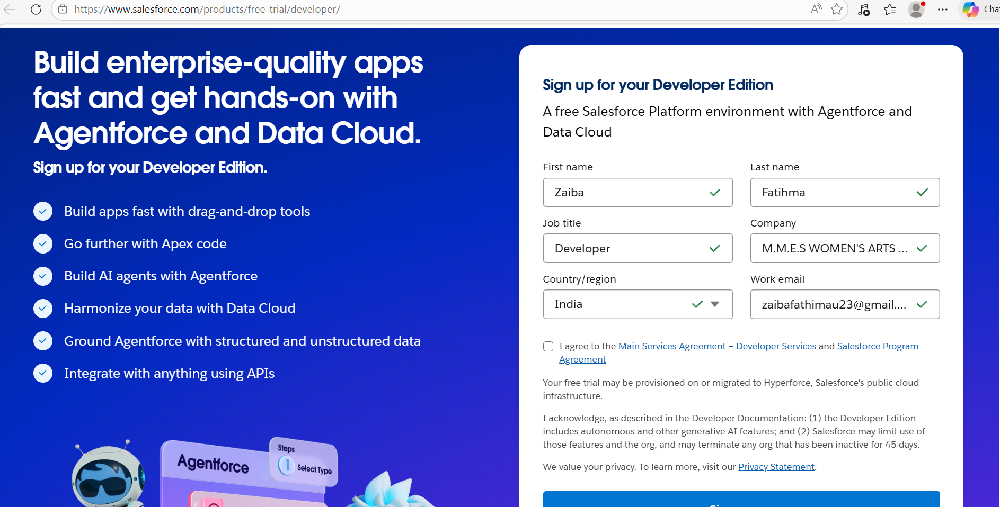 https://www.salesforce.com/products/free-trial/developer/
Build enterprise-quality apps
fast and get hands-on with
Agentforce and Data Cloud.
Sign up for your Developer Edition.
Build apps fast with drag-and-drop tools
Go further with Apex code
Build AI agents with Agentforce
Harmonize your data with Data Cloud
Ground Agentforce with structured and unstructured data
Integrate with anything using APIs
Agentforce
Steps
1 Select Type
Sign up for your Developer Edition
A free Salesforce Platform environment with Agentforce and
Data Cloud
First name
Last name
Zaiba
Fatihma
Job title
Company
Developer
M.M.E.S WOMEN'S ARTS ...
Country/region
Work email
India
zaibafathimau23@gmail....
I agree to the Main Services Agreement – Developer Services and Salesforce Program
Agreement
Your free trial may be provisioned on or migrated to Hyperforce, Salesforce's public cloud
infrastructure.
I acknowledge, as described in the Developer Documentation: (1) the Developer Edition
includes autonomous and other generative AI features; and (2) Salesforce may limit use of
those features and the org, and may terminate any org that has been inactive for 45 days.
We value your privacy. To learn more, visit our Privacy Statement.